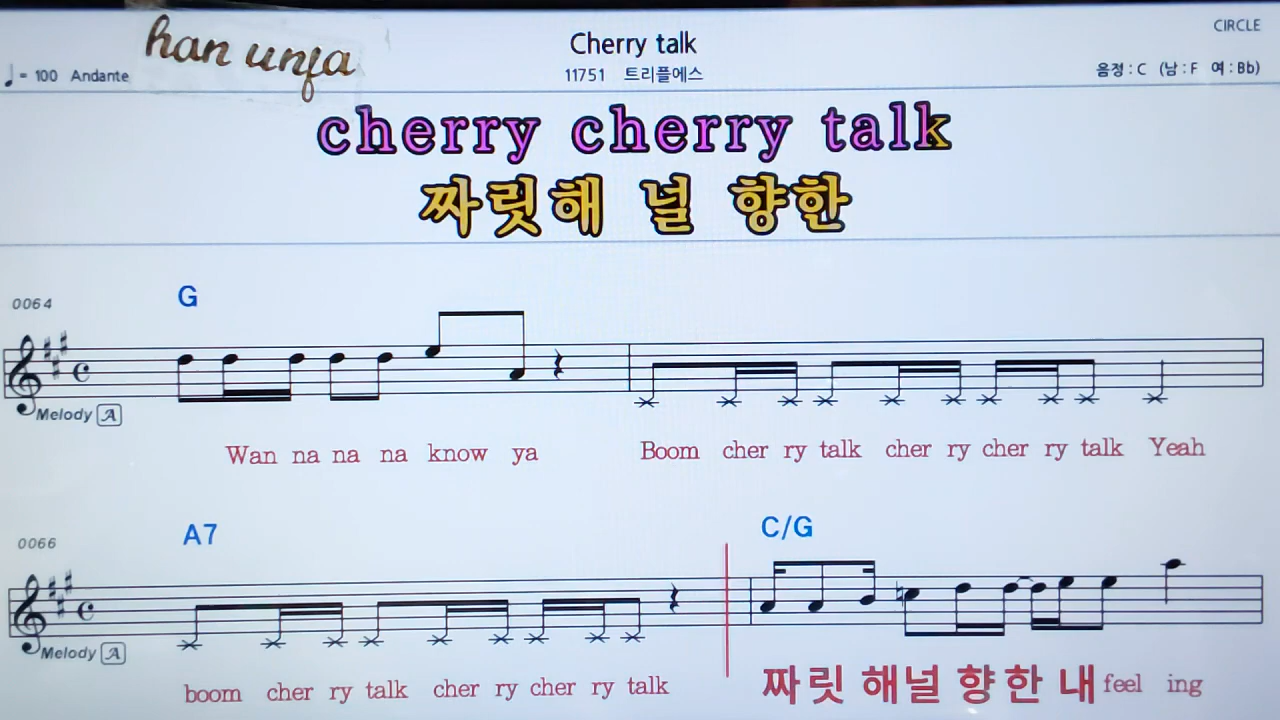 han unja
Cherry talk
CIRCLE
♩= 100 Andante
11751 트리플에스
음정 : C (남 : F 여 : Bb)
cherry cherry talk
짜릿해 널 향한
0064
G
Melody A
Wan na na na know ya Boom cher ry talk cher ry cher ry talk Yeah
0066
A7 C/G
Melody A
boom cher ry talk cher ry cher ry talk 짜 릿 해널 향 한 내 feel ing